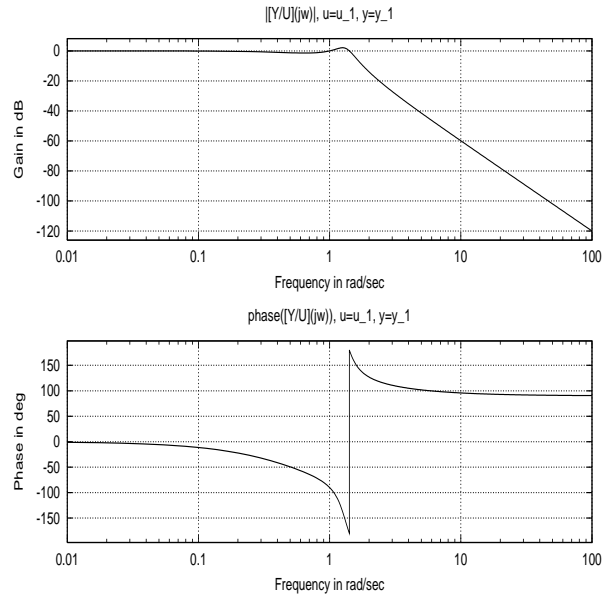 |[Y/U](jw)|, u=u_1, y=y_1
Gain in dB
0
-20
-40
-60
-80
-100
-120
0.01 0.1 1 10 100
Frequency in rad/sec
phase([Y/U](jw)), u=u_1, y=y_1
Phase in deg
150
100
50
0
-50
-100
-150
0.01 0.1 1 10 100
Frequency in rad/sec